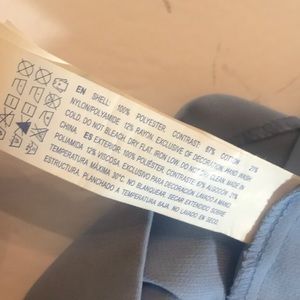 EN SHELL: 100% POLYESTER. CONTRAST: 67% COTTON 21%
NYLON/POLYAMIDE 12% RAYON. EXCLUSIVE OF DECORATION HAND WASH
COLD. DO NOT BLEACH. DRY FLAT. IRON LOW. DO NOT DRY CLEAN. MADE IN
CHINA. ES EXTERIOR: 100% POLIÉSTER. CONTRASTE: 67% ALGODÓN 21%
POLIAMIDA 12% VISCOSA. EXCLUSIVO PARA DECORACIÓN LAVADO A MANO.
TEMPERATURA MÁXIMA 30°C. NO BLANQUEAR. SECAR EXTENDIDO SOBRE
ESTRUCTURA. PLANCHADO A TEMPERATURA BAJA. NO LAVADO EN SECO.